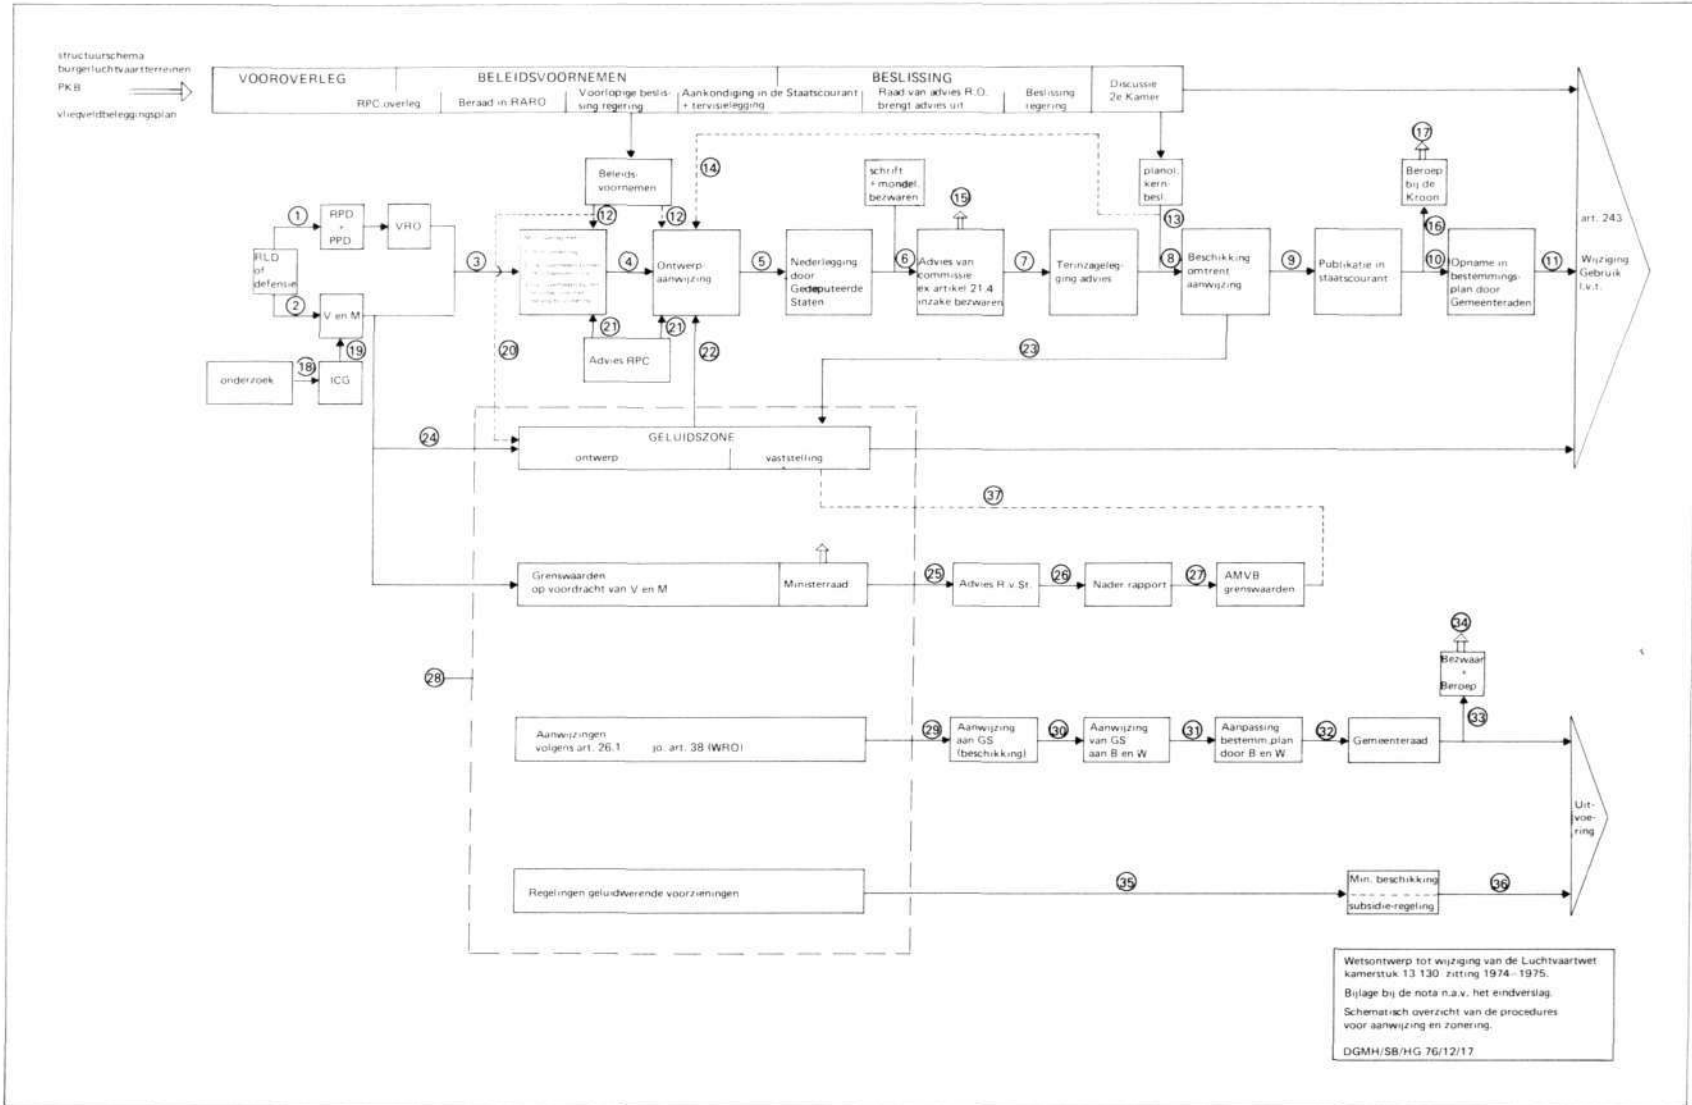 structuurschema
burgerluchtvaartterreinen
PKB
vliegveldbeleggingsplan
VOOROVERLEG
BELEIDSVOORNEMEN
BESLISSING
RPC overleg
Beraad in RARO
Voorlopige beslis-
sing regering
Aankondiging in de Staatscourant
+ tervisielegging
Raad van advies R.O.
brengt advies uit
Beslissing
regering
Discussie
2e Kamer
Beleids-
voornemen
14
schrift
+ mondel.
bezwaren
15
planol.
kern-
besl.
13
17
Beroep
bij de
Kroon
16
art. 243
Wijziging
Gebruik
l.v.t.
1
RPD
+
PPD
VRO
12
12
RLD
of
defensie
2
V en M
3
4
Ontwerp-
aanwijzing
5
Nederlegging
door
Gedeputeerde
Staten
6
Advies van
commissie
ex artikel 21.4
inzake bezwaren
7
Terinzageleg-
ging advies
8
Beschikking
omtrent
aanwijzing
9
Publikatie in
staatscourant
10
Opname in
bestemmings-
plan door
Gemeenteraden
11
onderzoek
18
ICG
19
20
21
21
Advies RPC
22
23
24
GELUIDSZONE
ontwerp
vaststelling
37
Grenswaarden
op voordracht van V en M
Ministerraad
25
Advies R.v.St.
26
Nader rapport
27
AMVB
grenswaarden
28
34
Bezwaar
+
Beroep
33
Aanwijzingen
volgens art. 26.1 jo. art. 38 (WRO)
29
Aanwijzing
aan GS
(beschikking)
30
Aanwijzing
van GS
aan B en W
31
Aanpassing
bestemm.plan
door B en W
32
Gemeenteraad
Uit-
voe-
ring
Regelingen geluidwerende voorzieningen
35
Min. beschikking
subsidie-regeling
36
Wetsontwerp tot wijziging van de Luchtvaartwet
kamerstuk 13 130 zitting 1974-1975.
Bijlage bij de nota n.a.v. het eindverslag.
Schematisch overzicht van de procedures
voor aanwijzing en zonering.
DGMH/SB/HG 76/12/17